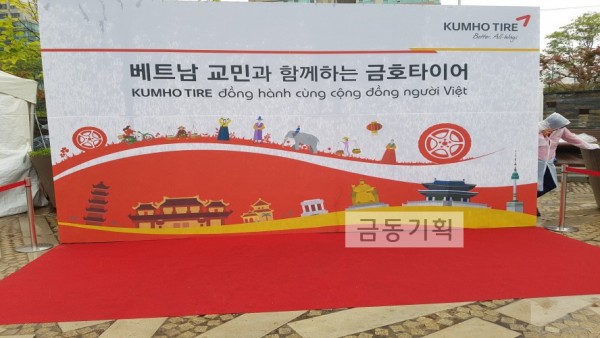 KUMHO TIRE
Better All-Ways
베트남 교민과 함께하는 금호타이어
KUMHO TIRE đồng hành cùng cộng đồng người Việt
금동기획